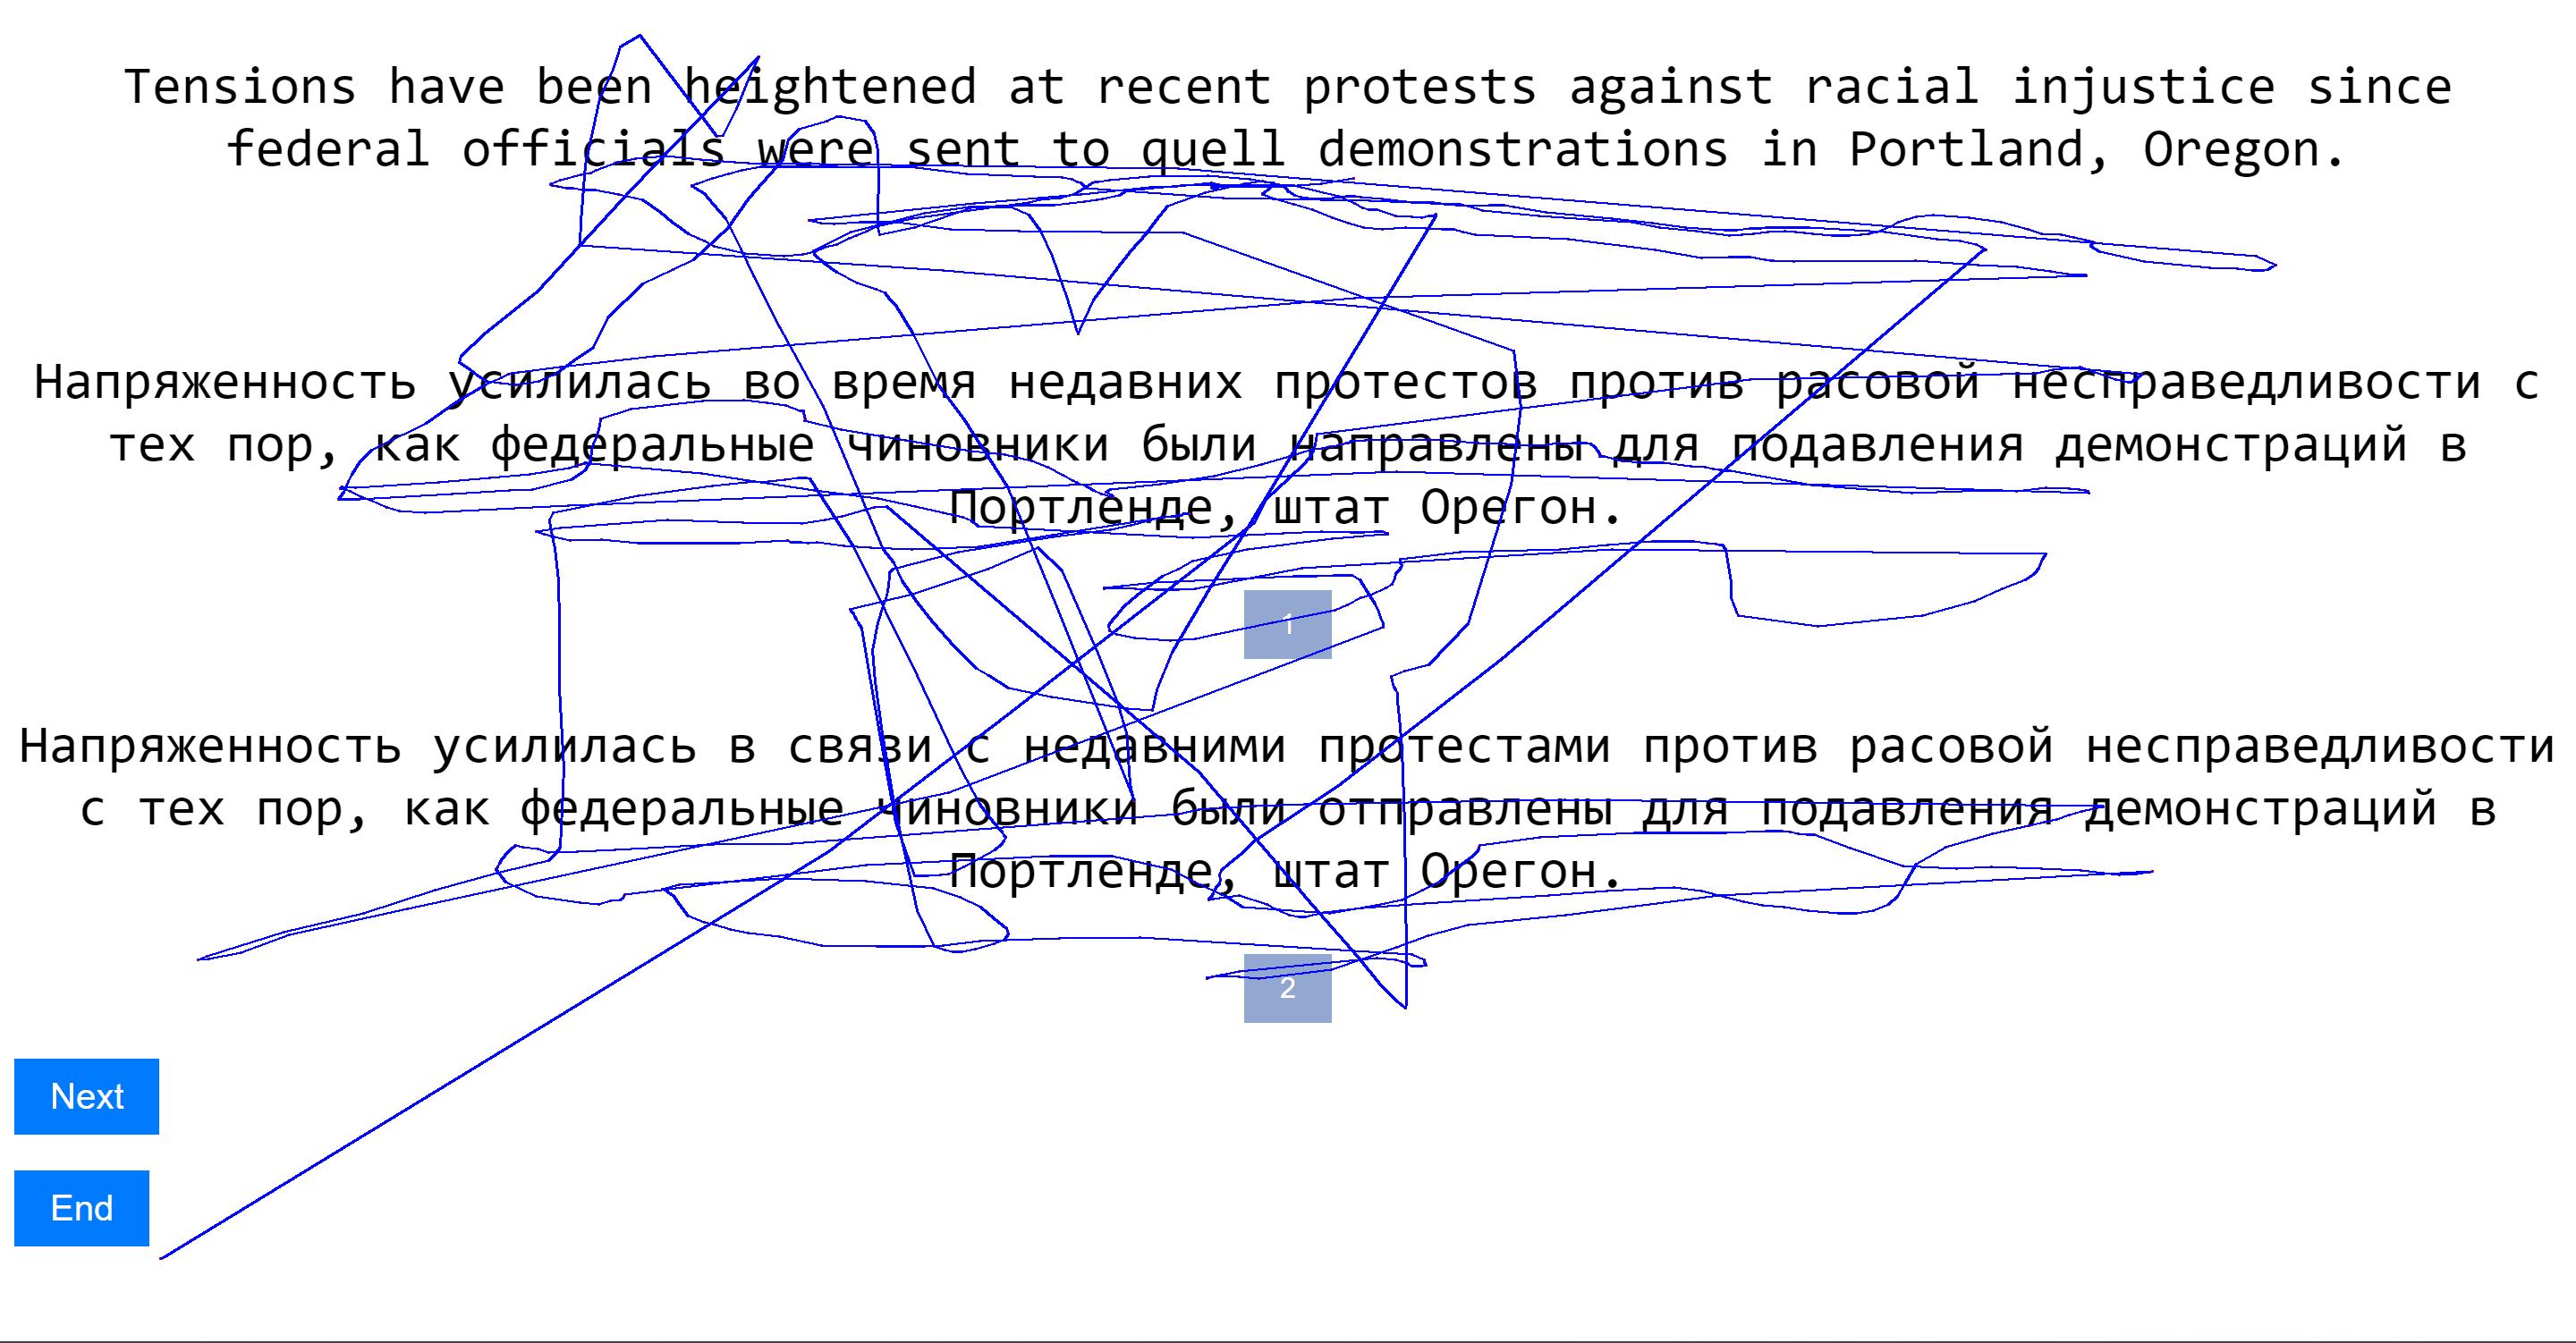 Tensions have been heightened at recent protests against racial injustice since
federal officials were sent to quell demonstrations in Portland, Oregon.
Напряженность усилилась во время недавних протестов против расовой несправедливости с
тех пор, как федеральные чиновники были направлены для подавления демонстраций в
Портленде, штат Орегон.
1
Напряженность усилилась в связи с недавними протестами против расовой несправедливости
с тех пор, как федеральные чиновники были отправлены для подавления демонстраций в
Портленде, штат Орегон.
2
Next
End